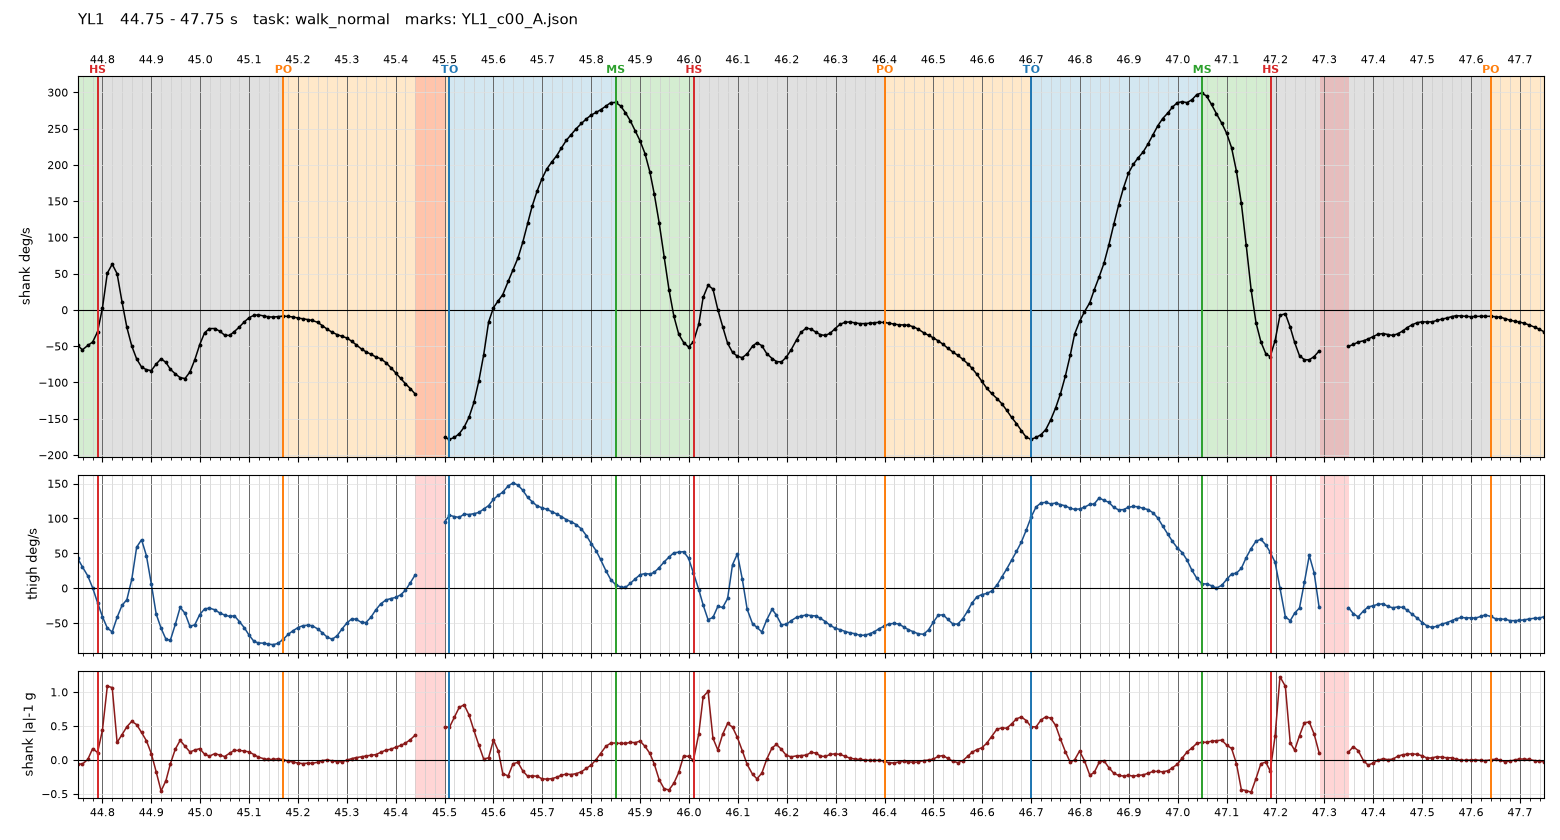 YL1   44.75 - 47.75 s   task: walk_normal   marks: YL1_c00_A.json
44.8 44.9 45.0 45.1 45.2 45.3 45.4 45.5 45.6 45.7 45.8 45.9 46.0 46.1 46.2 46.3 46.4 46.5 46.6 46.7 46.8 46.9 47.0 47.1 47.2 47.3 47.4 47.5 47.6 47.7
HS PO TO MS HS PO TO MS HS PO
300
250
200
150
100
50
0
−50
−100
−150
−200
shank deg/s
150
100
50
0
−50
thigh deg/s
1.0
0.5
0.0
−0.5
shank |a|-1 g
44.8 44.9 45.0 45.1 45.2 45.3 45.4 45.5 45.6 45.7 45.8 45.9 46.0 46.1 46.2 46.3 46.4 46.5 46.6 46.7 46.8 46.9 47.0 47.1 47.2 47.3 47.4 47.5 47.6 47.7